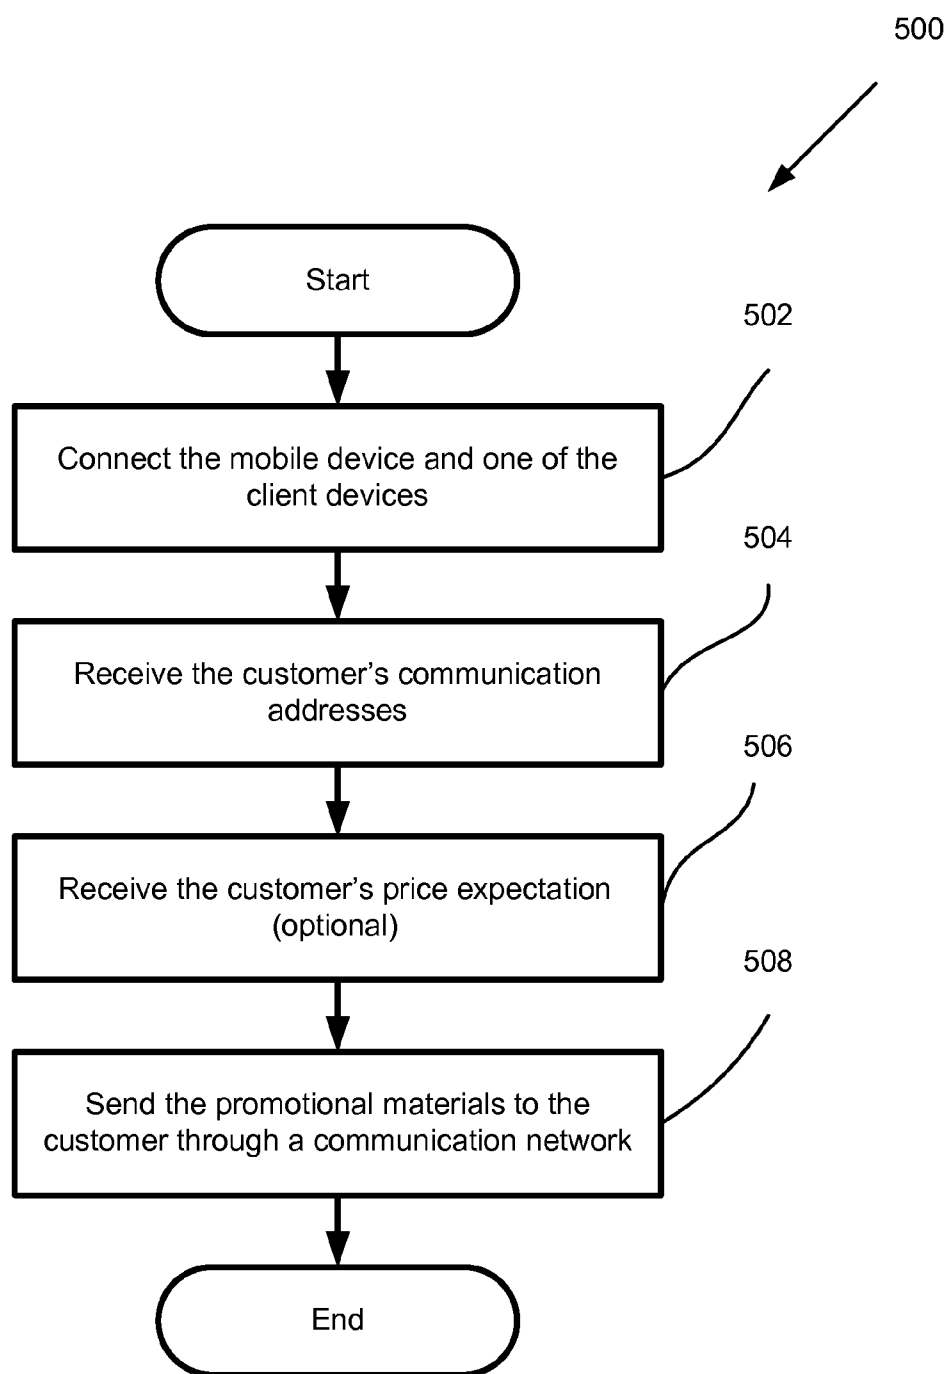 500
Start
502
Connect the mobile device and one of the
client devices
504
Receive the customer’s communication
addresses
506
Receive the customer’s price expectation
(optional)
508
Send the promotional materials to the
customer through a communication network
End